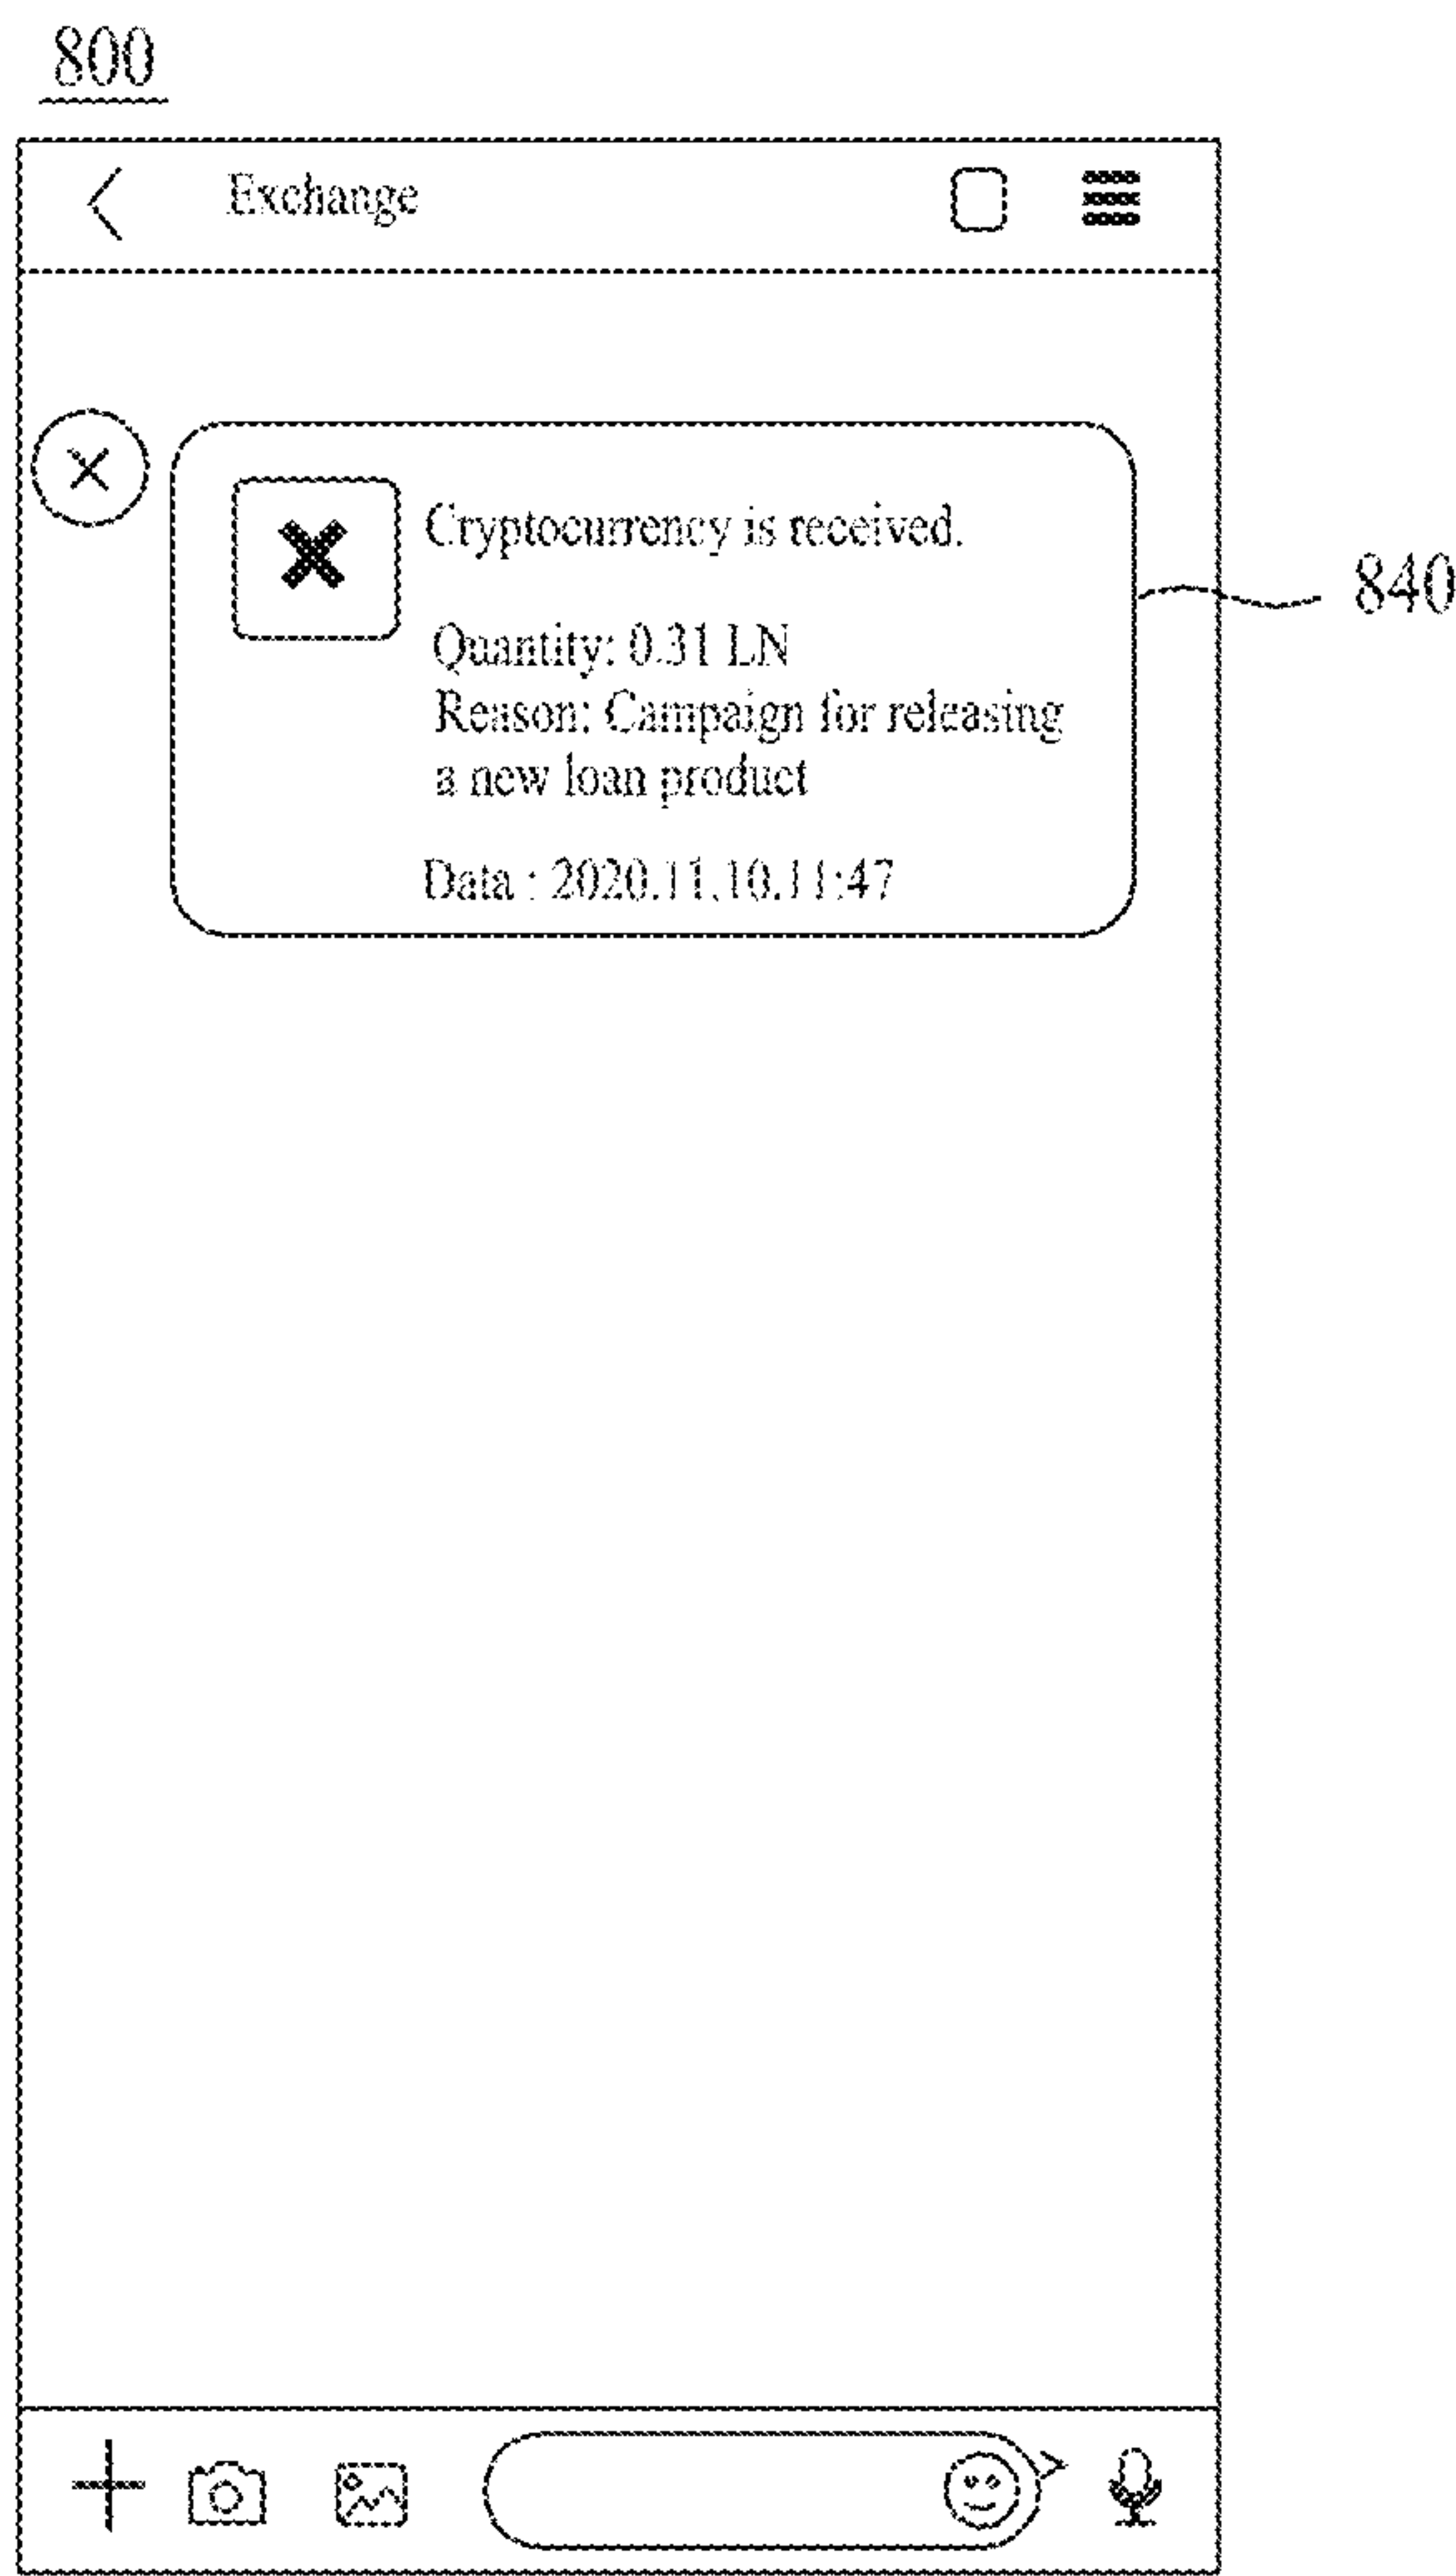 800
Exchange
Cryptocurrency is received.
840
Quantity: 0.31 LN
Reason: Campaign for releasing
a new loan product
Data : 2020.11.10.11:47